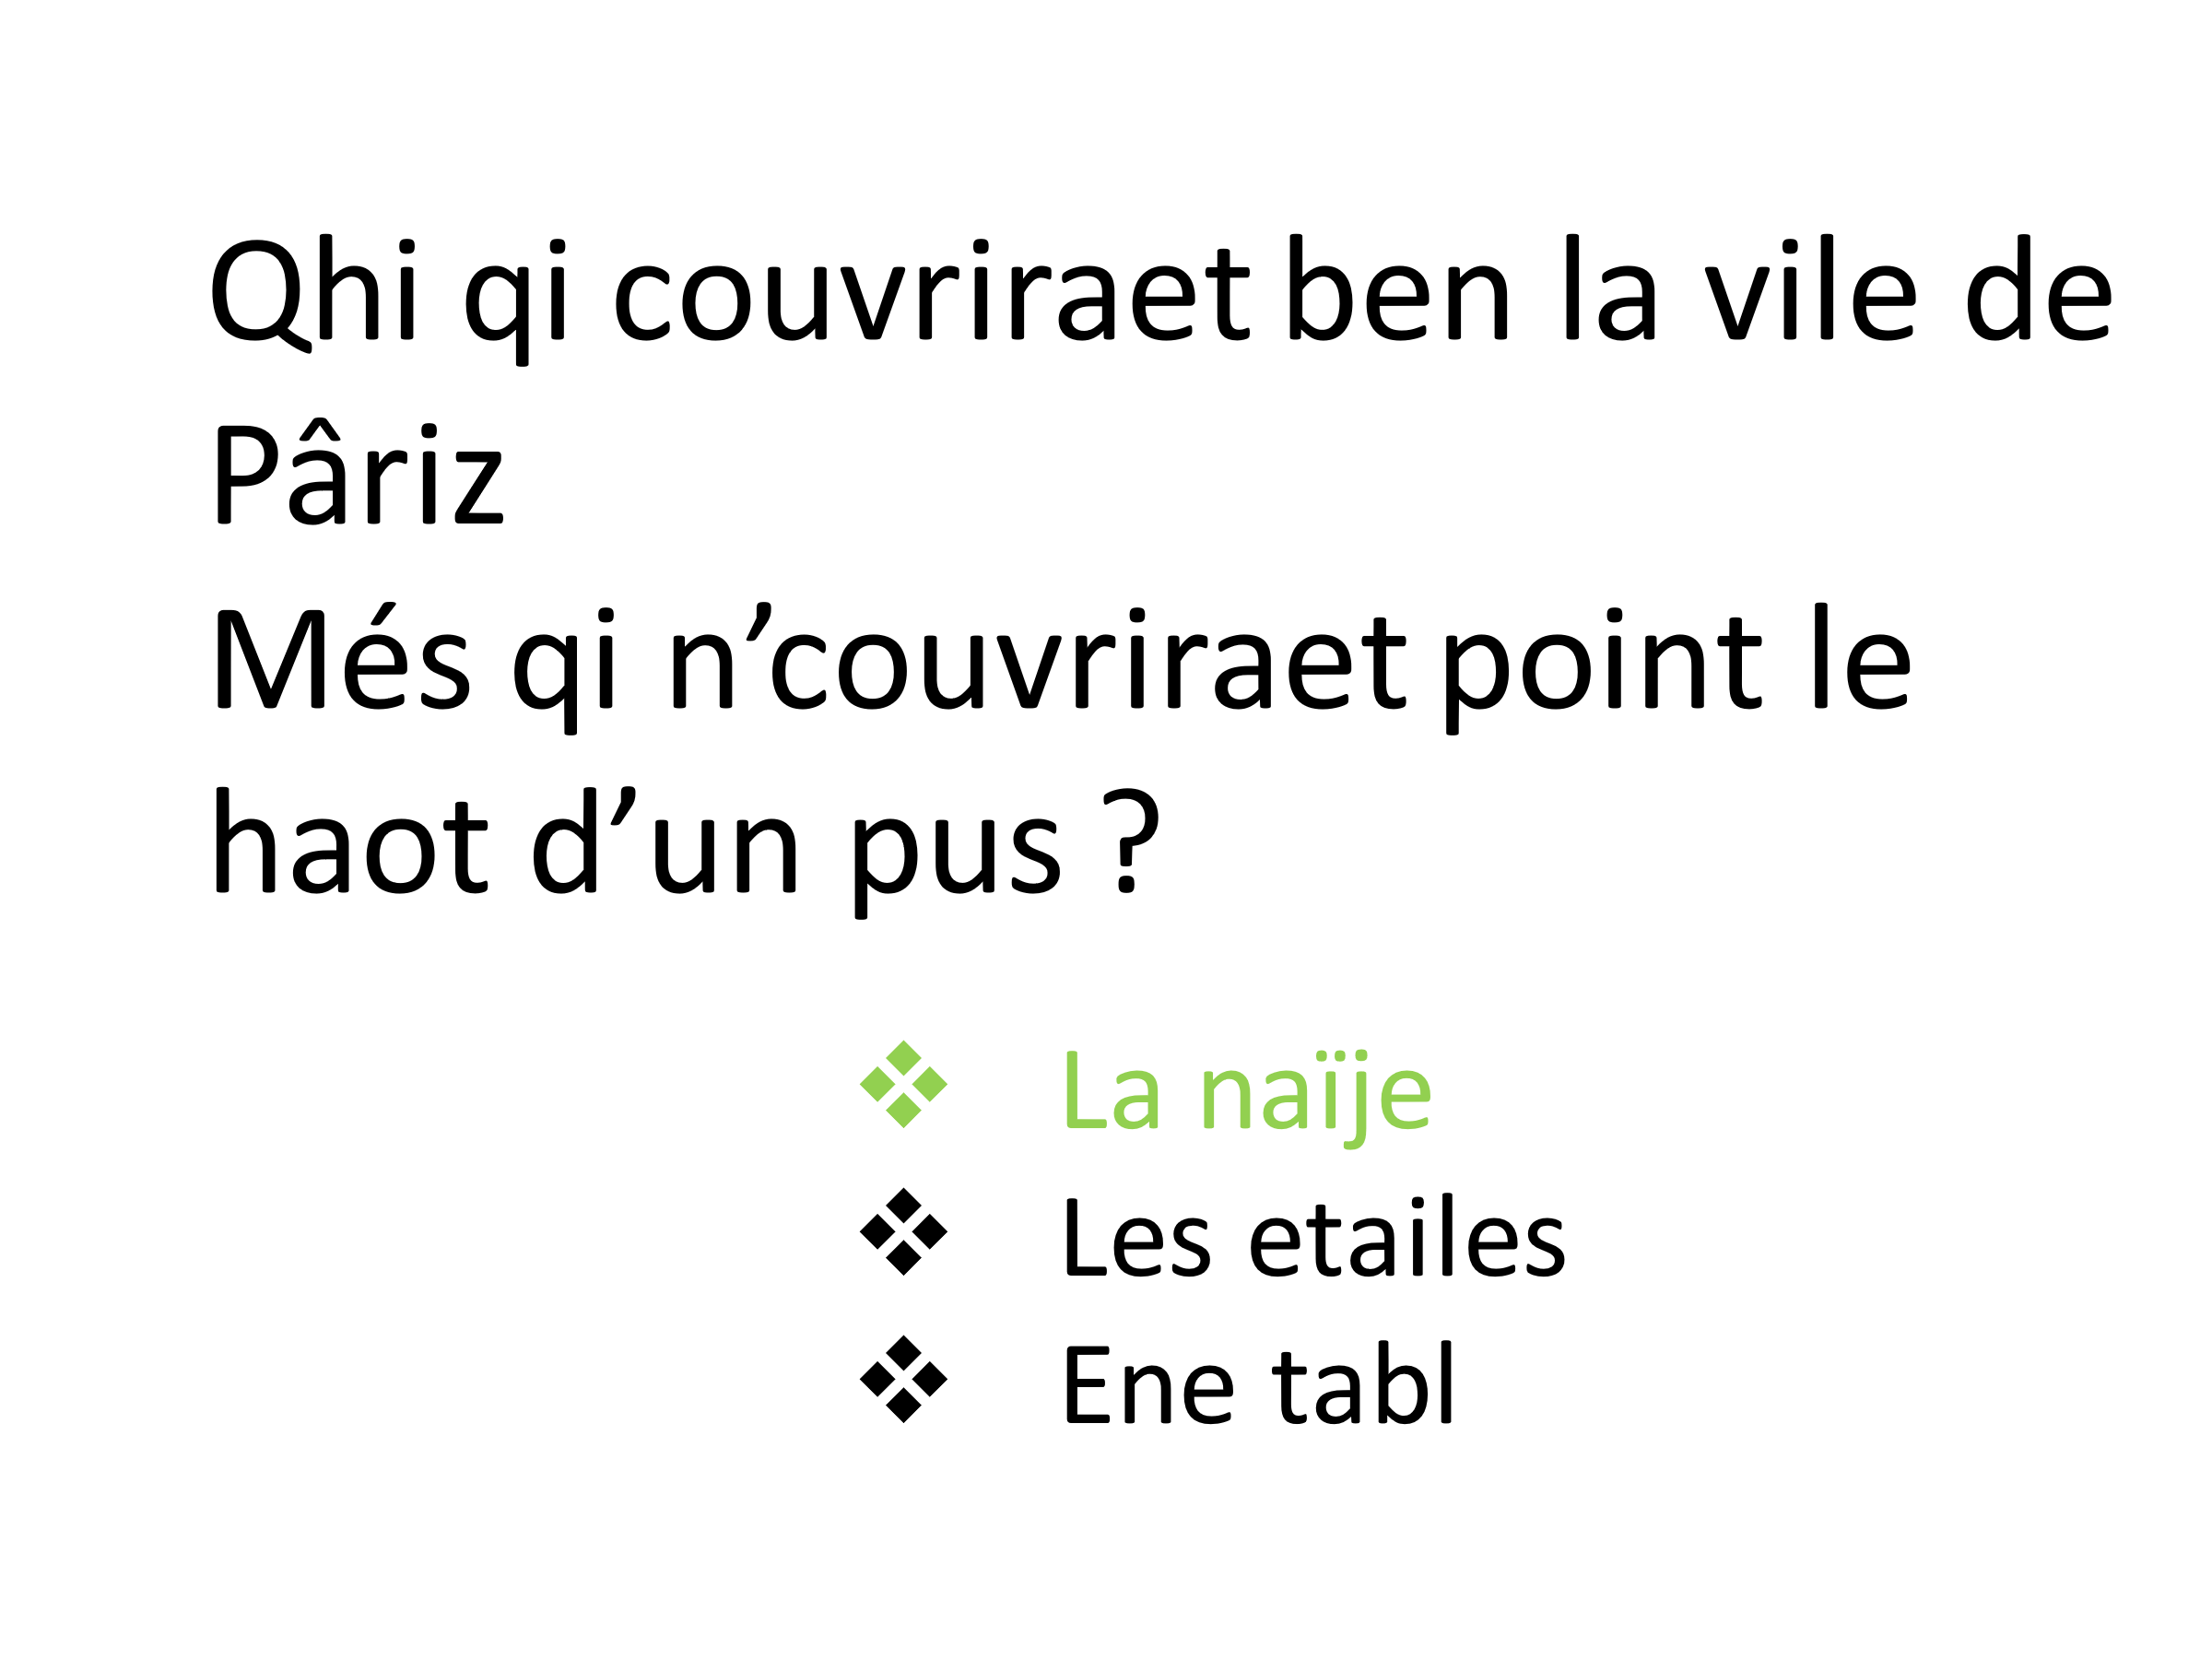 Qhi qi couvriraet ben la vile de
Pâriz
Més qi n’ouvriraet point le
haot d’un pus ?
❖ La naïje
❖ Les etailes
❖ Ene tabl